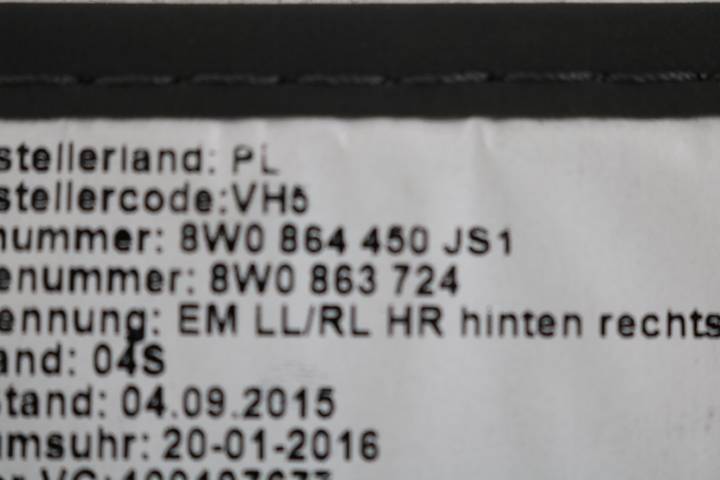 stellerland: PL
stellercode:VH5
nummer: 8W0 864 450 JS1
enummer: 8W0 863 724
ennung: EM LL/RL HR hinten rechts
and: 04S
stand: 04.09.2015
umsuhr: 20-01-2016